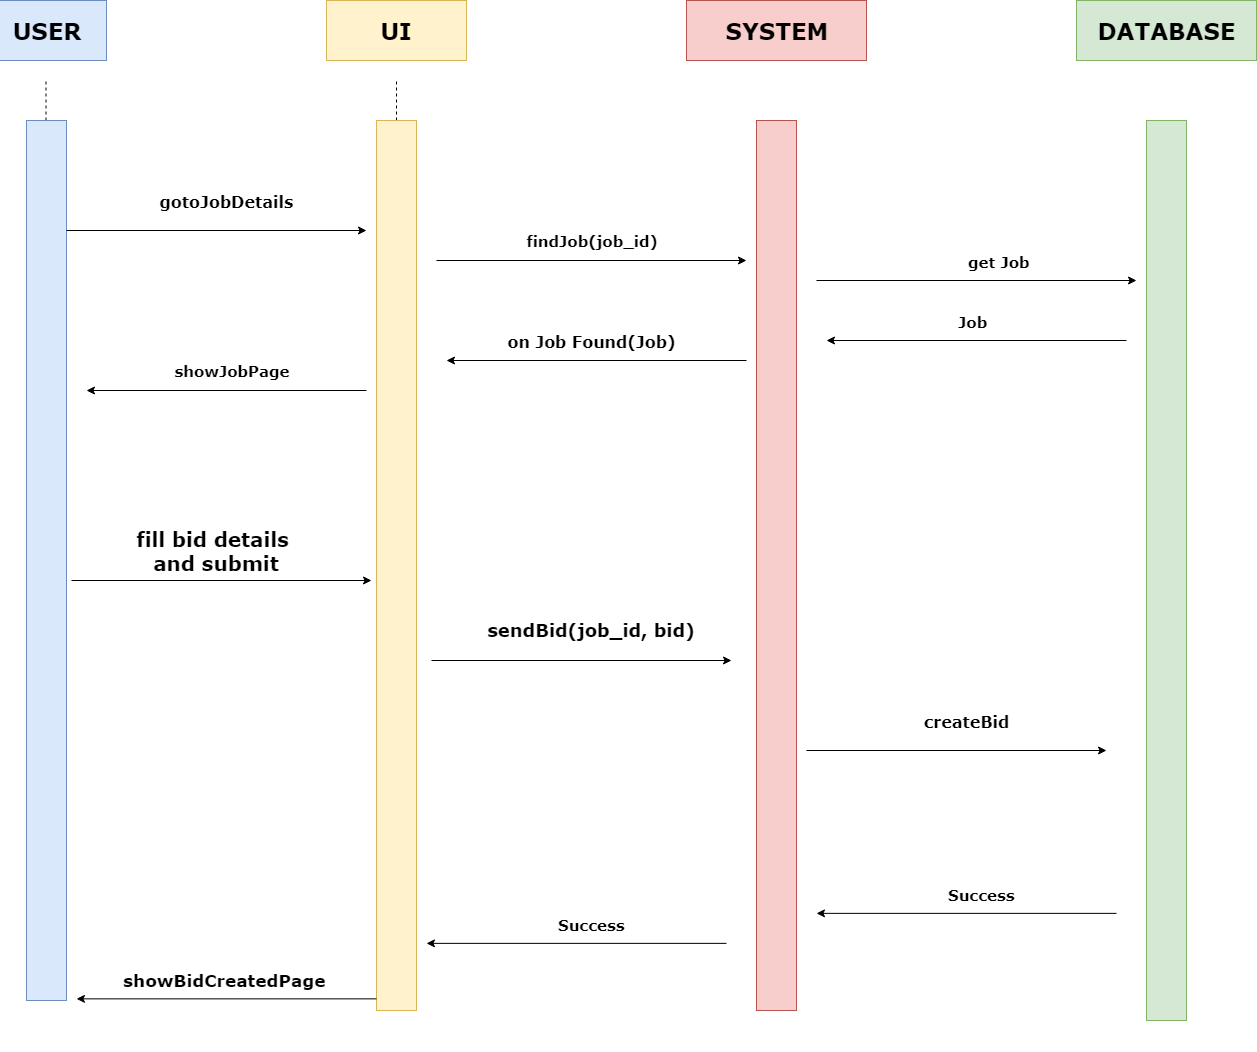 USER
UI
SYSTEM
DATABASE
gotoJobDetails
findJob(job_id)
get Job
Job
on Job Found(Job)
showJobPage
fill bid details
and submit
sendBid(job_id, bid)
createBid
Success
Success
showBidCreatedPage